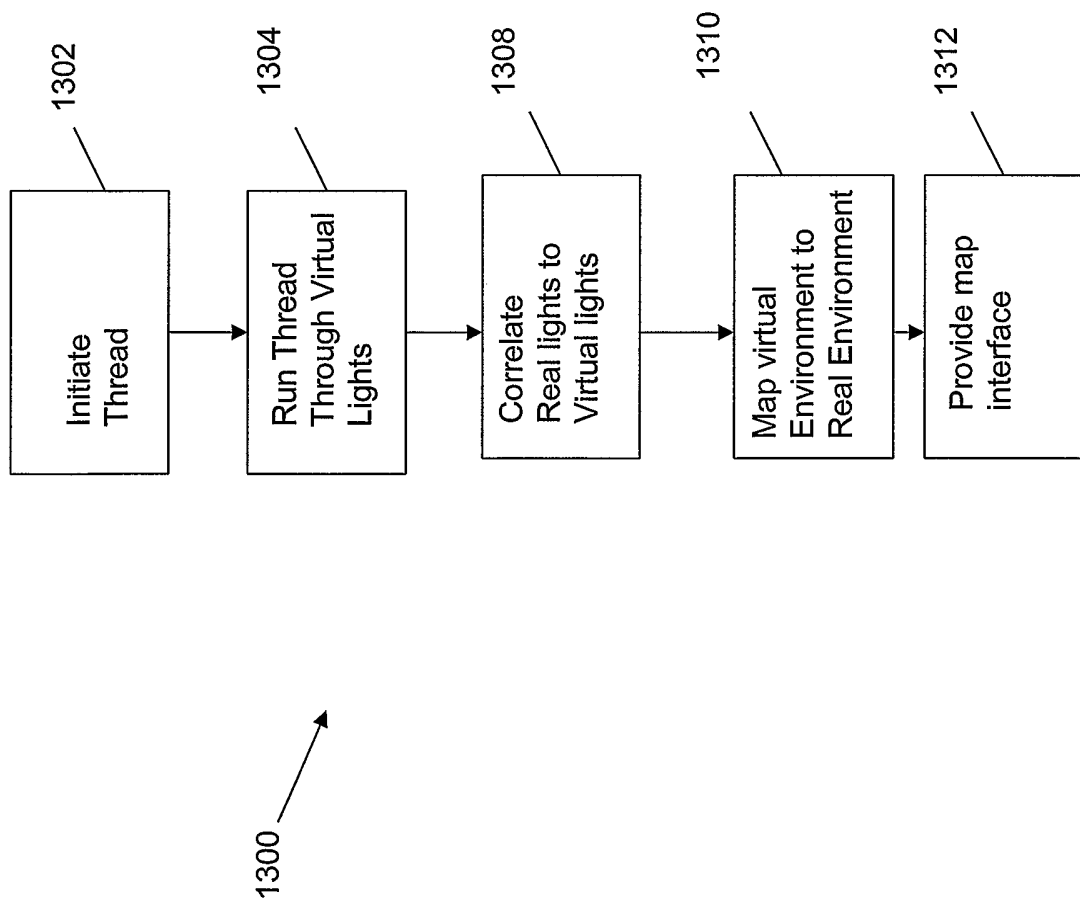 1302
Initiate
Thread
1304
Run Thread
Through Virtual
Lights
1308
Correlate
Real lights to
Virtual lights
1310
Map virtual
Environment to
Real Environment
1312
Provide map
interface
1300